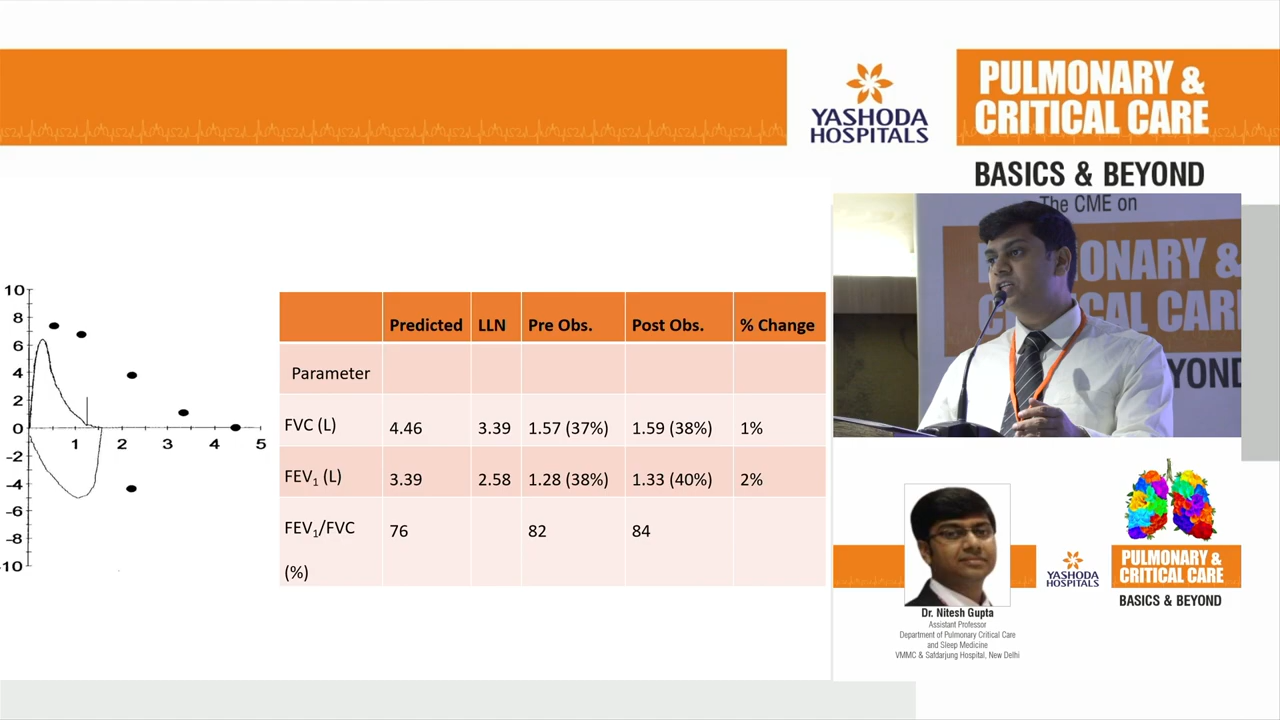 YASHODA
HOSPITALS
PULMONARY &
CRITICAL CARE
BASICS & BEYOND
The CME on
ONARY &
CAL CAR
YOND
10
8
6
4
2
0
-2
-4
-6
-8
-10
1 2 3 4 5
Predicted LLN Pre Obs. Post Obs. % Change
Parameter
FVC (L) 4.46 3.39 1.57 (37%) 1.59 (38%) 1%
FEV1 (L) 3.39 2.58 1.28 (38%) 1.33 (40%) 2%
FEV1/FVC 76 82 84
(%)
Dr. Nitesh Gupta
Assistant Professor
Department of Pulmonary Critical Care
and Sleep Medicine
VMMC & Safdarjung Hospital, New Delhi
YASHODA
HOSPITALS
PULMONARY &
CRITICAL CARE
BASICS & BEYOND